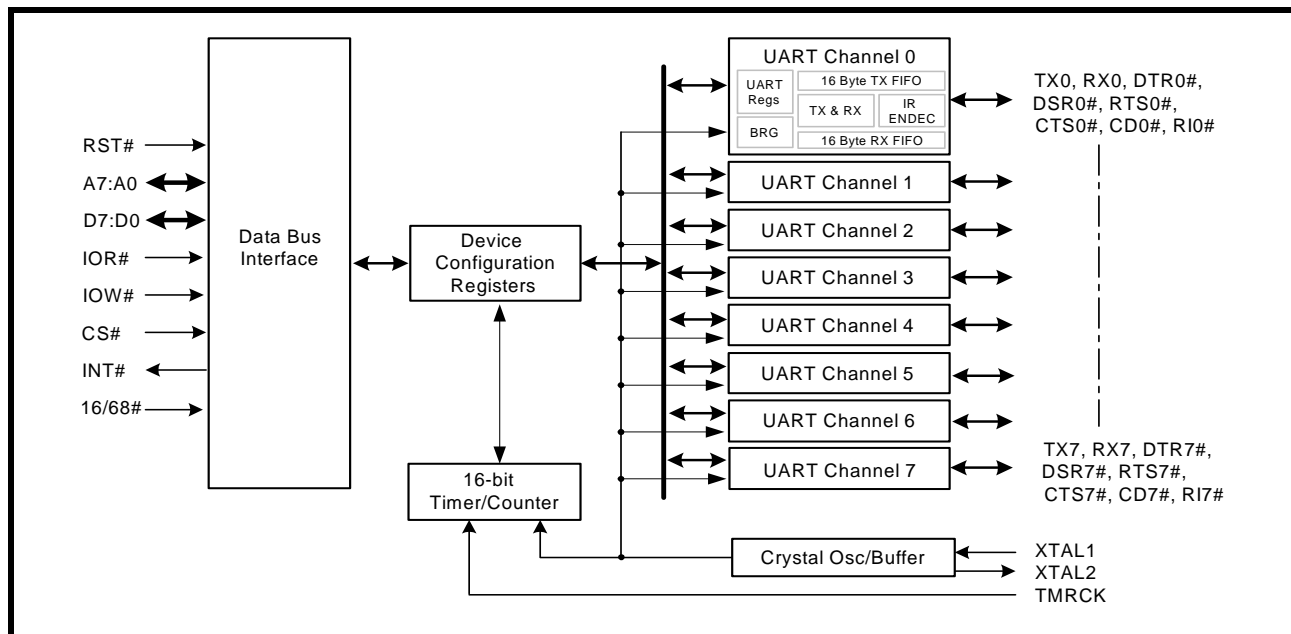 RST#
A7:A0
D7:D0
IOR#
IOW#
CS#
INT#
16/68#
Data Bus
Interface
Device
Configuration
Registers
16-bit
Timer/Counter
UART Channel 0
UART
Regs
16 Byte TX FIFO
TX & RX
IR
ENDEC
BRG
16 Byte RX FIFO
UART Channel 1
UART Channel 2
UART Channel 3
UART Channel 4
UART Channel 5
UART Channel 6
UART Channel 7
Crystal Osc/Buffer
TX0, RX0, DTR0#,
DSR0#, RTS0#,
CTS0#, CD0#, RI0#
TX7, RX7, DTR7#,
DSR7#, RTS7#,
CTS7#, CD7#, RI7#
XTAL1
XTAL2
TMRCK